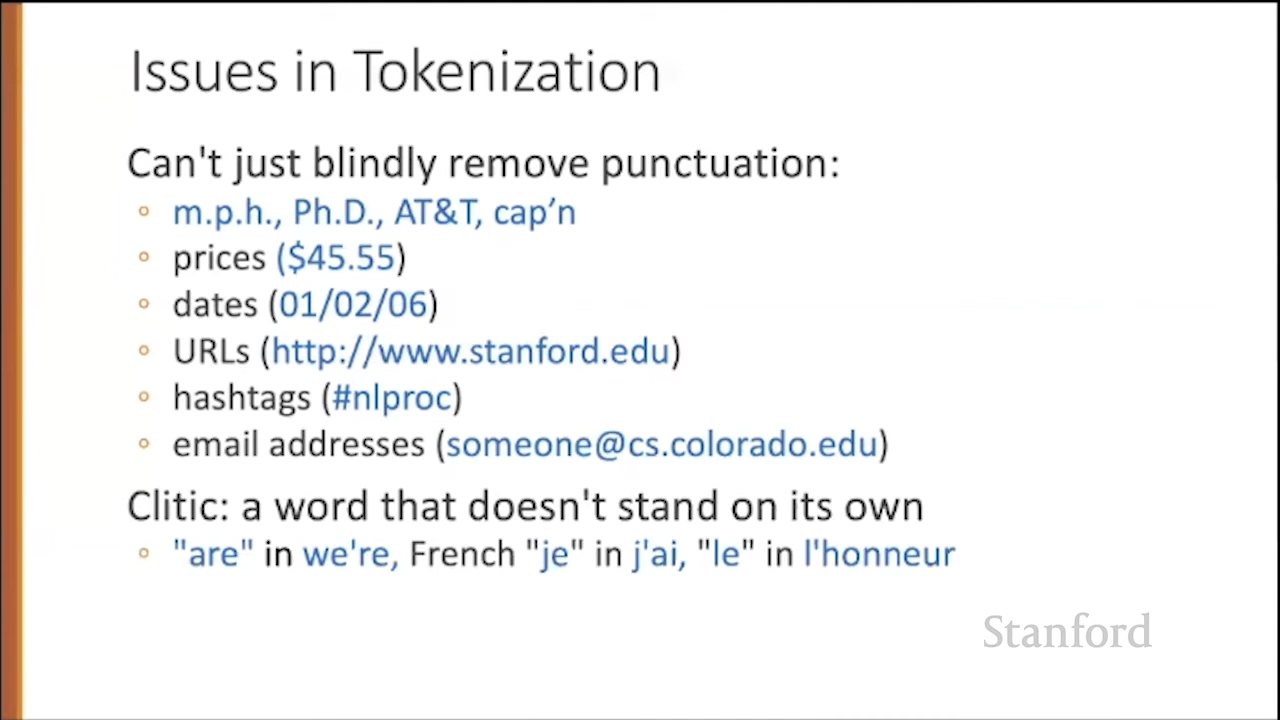 Issues in Tokenization
Can't just blindly remove punctuation:
◦ m.p.h., Ph.D., AT&T, cap’n
◦ prices ($45.55)
◦ dates (01/02/06)
◦ URLs (http://www.stanford.edu)
◦ hashtags (#nlproc)
◦ email addresses (someone@cs.colorado.edu)
Clitic: a word that doesn't stand on its own
◦ "are" in we're, French "je" in j'ai, "le" in l'honneur
Stanford